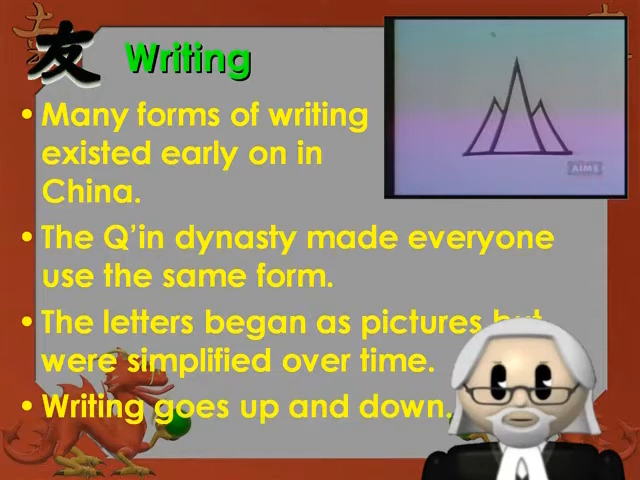 友 Writing
AIMS
• Many forms of writing
existed early on in
China.
• The Q'in dynasty made everyone
use the same form.
• The letters began as pictures but
were simplified over time.
• Writing goes up and down.